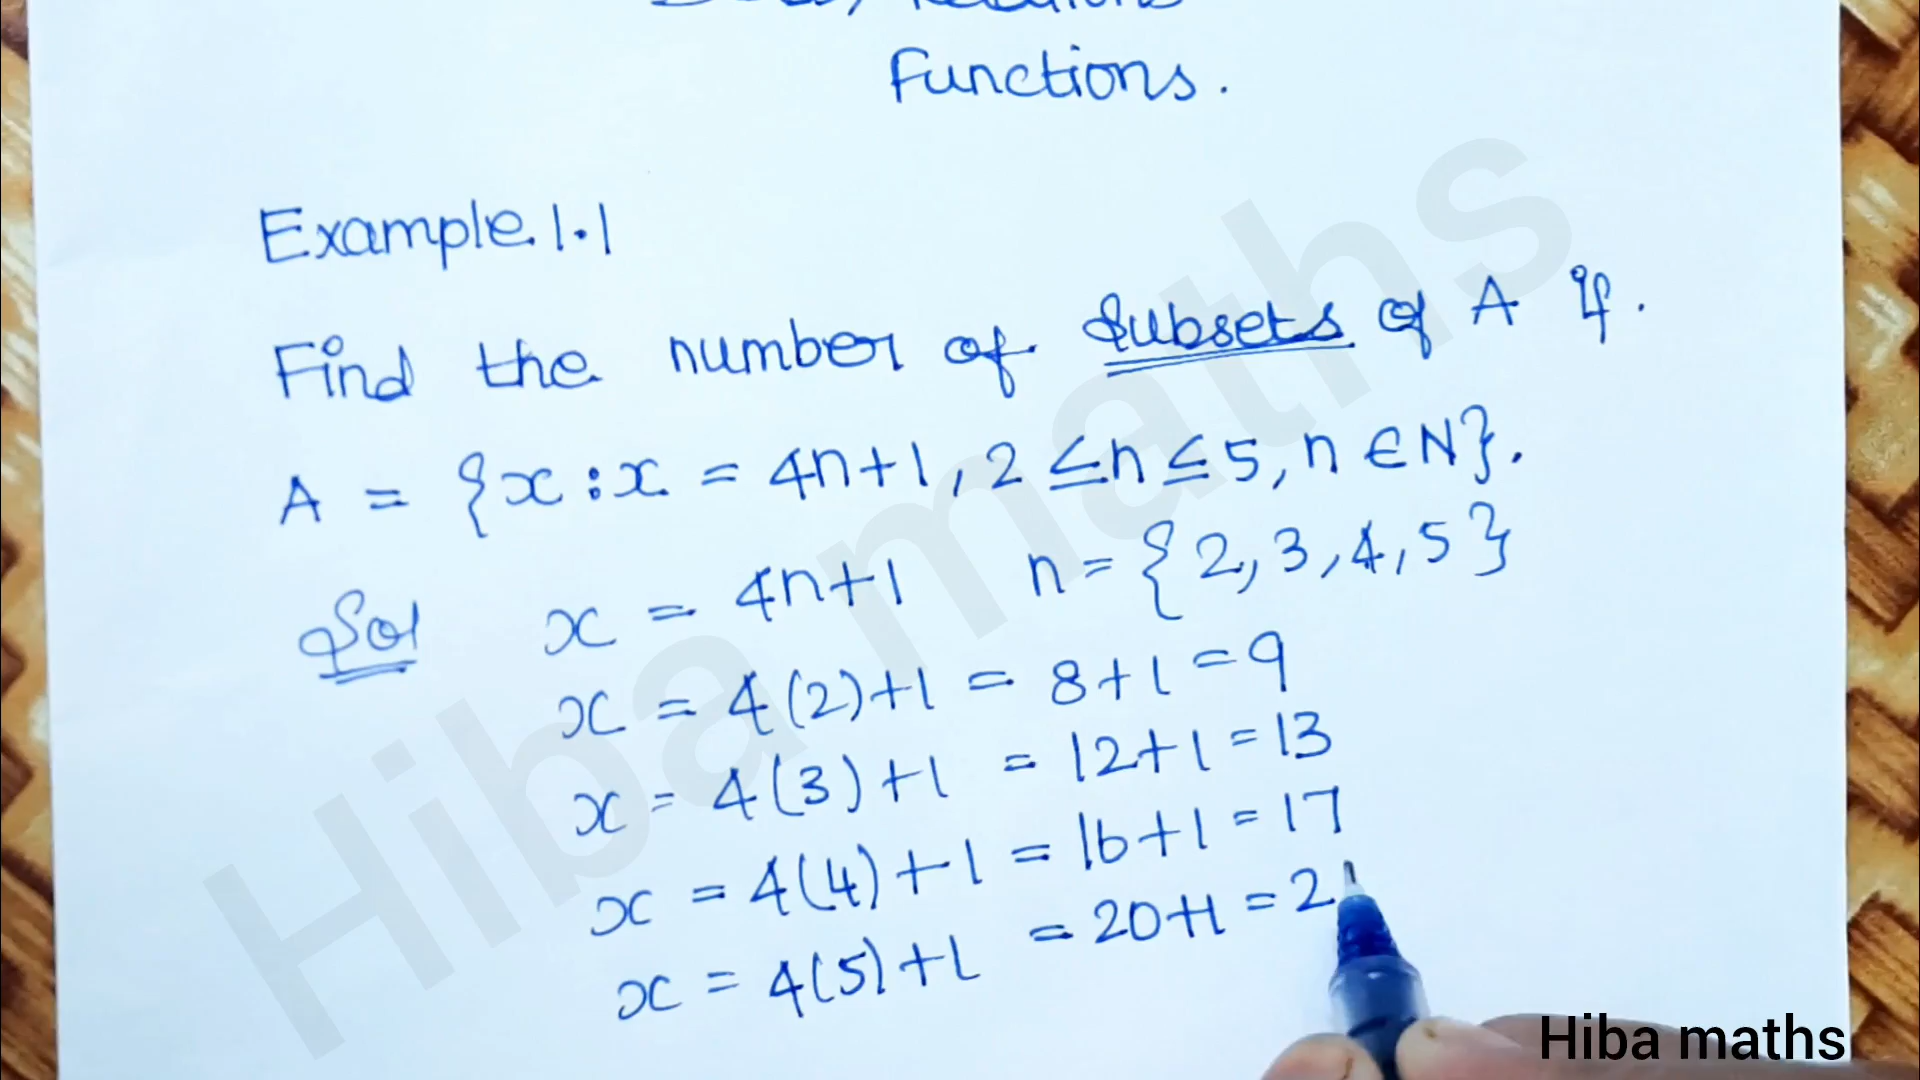 Functions.
Example.1.1
Find the number of Subsets of A if.
A = {x:x = 4n+1, 2 ≤n ≤5, n ∈N}.
Sol x = 4n+1 n = {2,3,4,5}
x = 4(2)+1 = 8+1 =9
x = 4(3)+1 = 12+1 =13
x = 4(4)+1 = 16+1 = 17
x = 4(5)+1 = 20+1 = 21
Hiba maths
Hiba maths